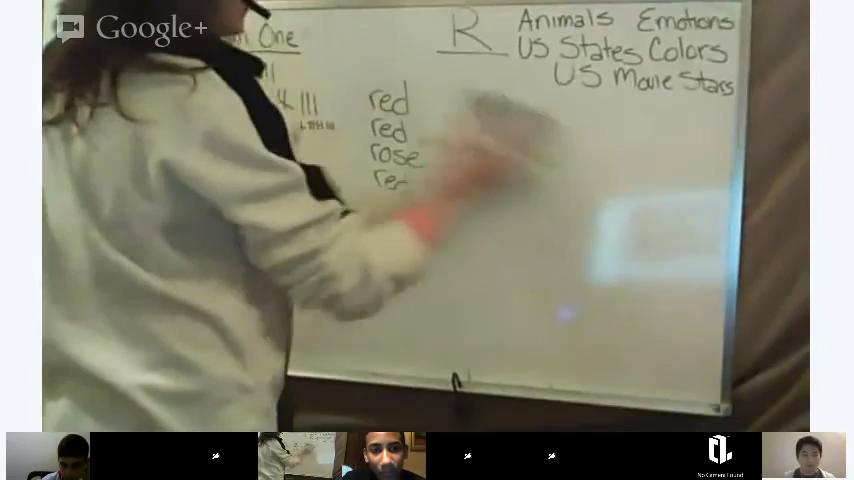 Google+
One
R
Animals Emotions
US States Colors
US Movie Stars
red
red
rose
No Camera Found